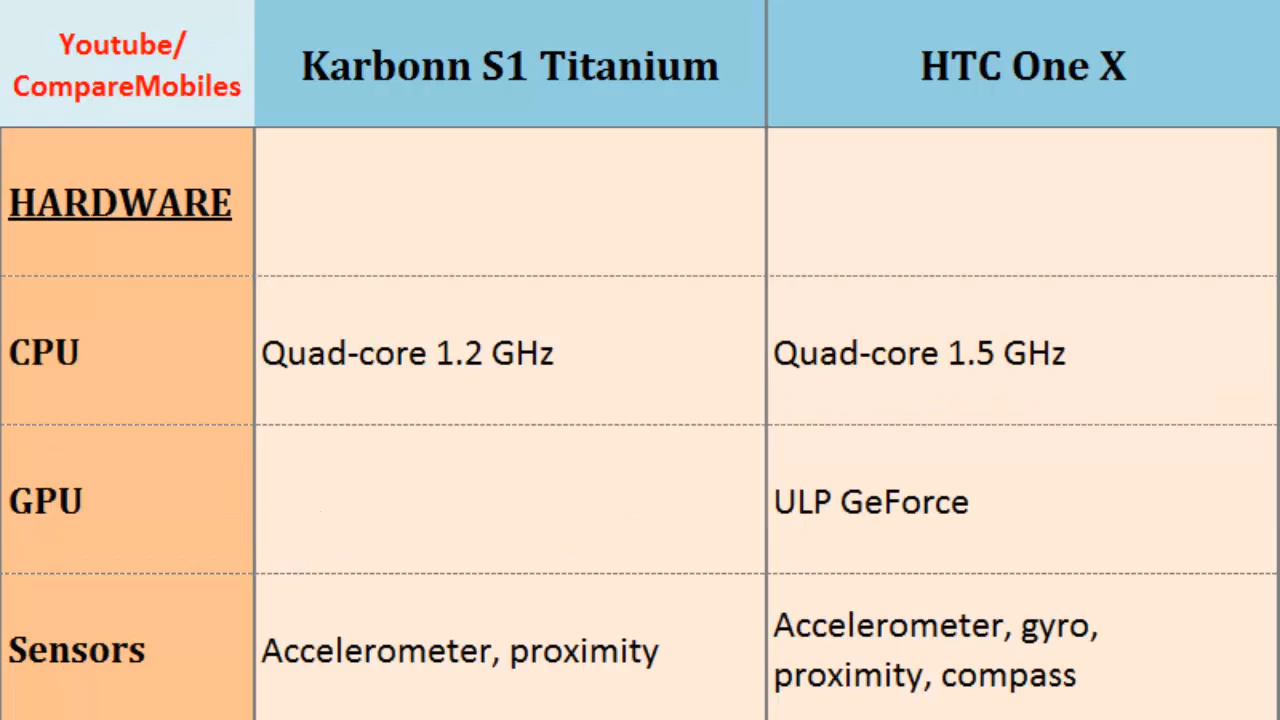 Youtube/
CompareMobiles
Karbonn S1 Titanium
HTC One X
HARDWARE
CPU
Quad-core 1.2 GHz
Quad-core 1.5 GHz
GPU
ULP GeForce
Sensors
Accelerometer, proximity
Accelerometer, gyro,
proximity, compass